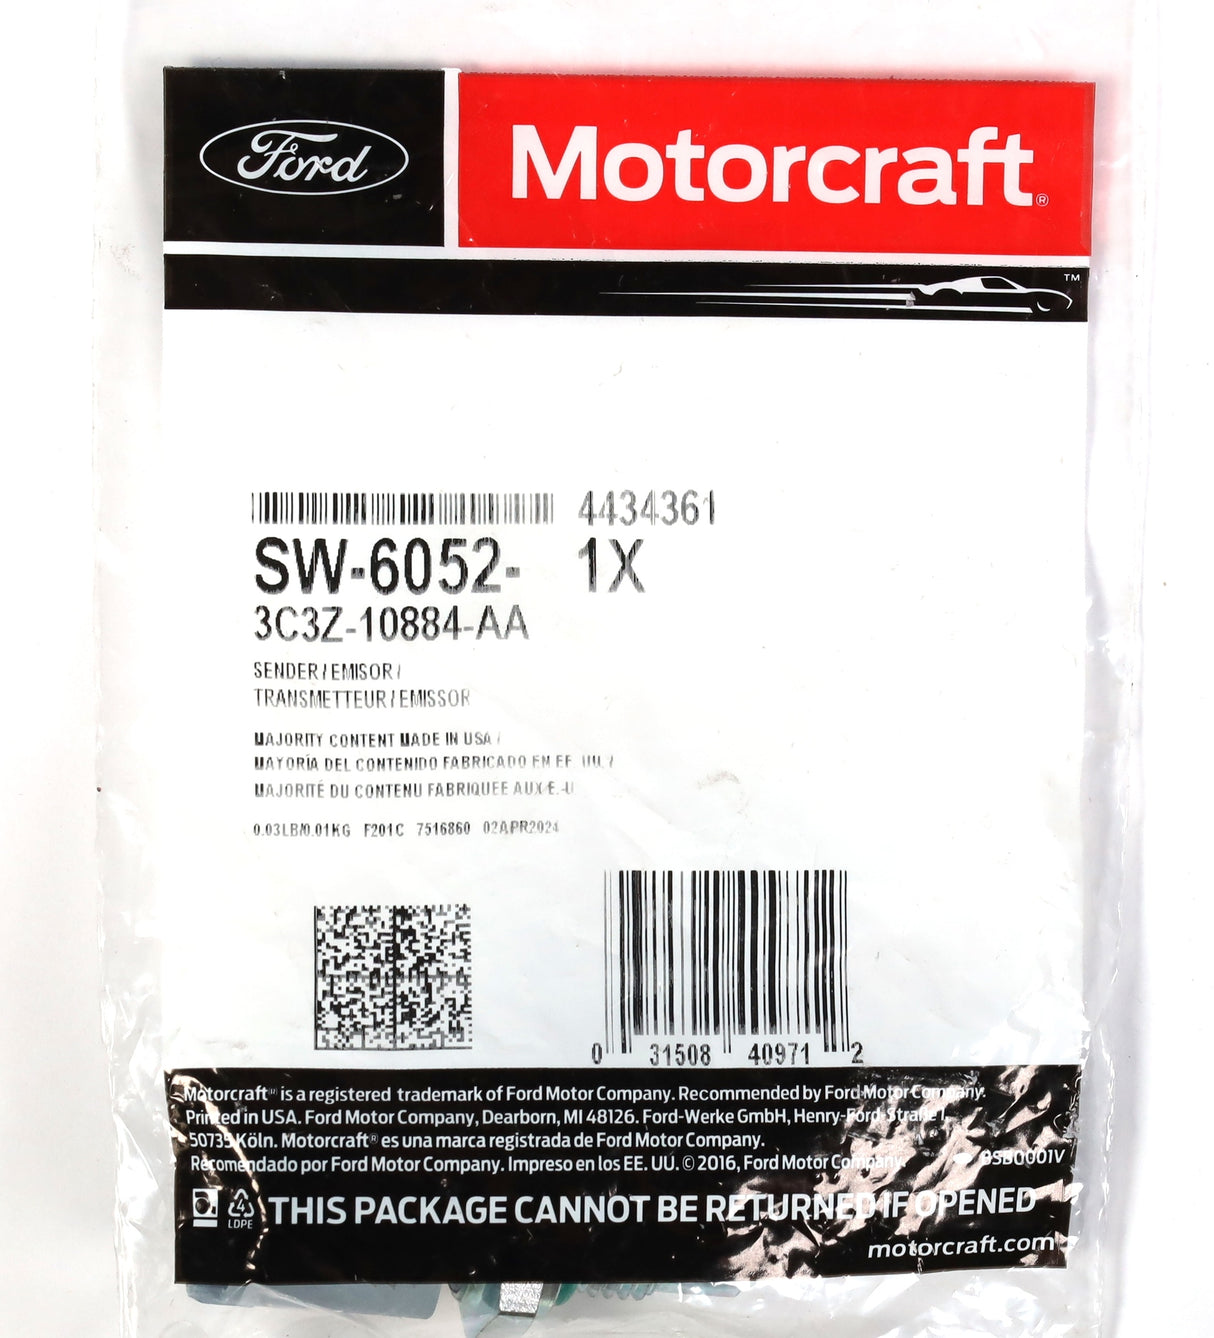 Ford
Motorcraft®
TM
4434361
SW-6052- 1X
3C3Z-10884-AA
SENDER / EMISOR /
TRANSMETTEUR / EMISSOR
MAJORITY CONTENT MADE IN USA /
MAYORÍA DEL CONTENIDO FABRICADO EN EE. UU. /
MAJORITÉ DU CONTENU FABRIQUEE AUX É.-U
0.03LB/0.01KG F201C 7516860 02APR2024
0 31508 40971 2
Motorcraft® is a registered trademark of Ford Motor Company. Recommended by Ford Motor Company.
Printed in USA. Ford Motor Company, Dearborn, MI 48126. Ford-Werke GmbH, Henry-Ford-Straße 1,
50735 Köln. Motorcraft® es una marca registrada de Ford Motor Company.
Recomendado por Ford Motor Company. Impreso en los EE. UU. © 2016, Ford Motor Company.
4
LDPE
THIS PACKAGE CANNOT BE RETURNED IF OPENED
motorcraft.com